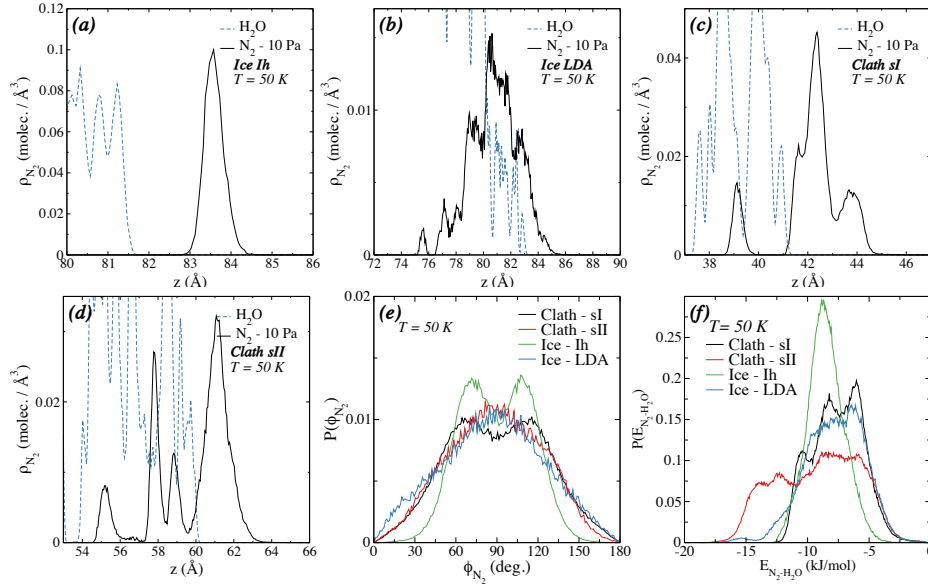 (a)
H₂O
N₂ - 10 Pa
Ice Ih
T = 50 K
ρN₂ (molec. / Å³)
0.12
0.1
0.08
0.06
0.04
0.02
0
80 81 82 83 84 85 86
z (Å)
(b)
H₂O
N₂ - 10 Pa
Ice LDA
T = 50 K
ρN₂ (molec. / Å³)
0.01
0
72 74 76 78 80 82 84 86 88 90
z (Å)
(c)
H₂O
N₂ - 10 Pa
Clath sI
T = 50 K
ρN₂ (molec. / Å³)
0.04
0.02
0
38 40 42 44 46
z (Å)
(d)
H₂O
N₂ - 10 Pa
Clath sII
T = 50 K
ρN₂ (molec. / Å³)
0.02
0
54 56 58 60 62 64 66
z (Å)
(e)
T = 50 K
Clath - sI
Clath - sII
Ice - Ih
Ice - LDA
P(ϕN₂)
0.02
0.01
0
0 30 60 90 120 150 180
ϕN₂ (deg.)
(f)
T = 50 K
Clath - sI
Clath - sII
Ice - Ih
Ice - LDA
P(EN₂-H₂O)
0.3
0.25
0.2
0.15
0.1
0.05
0
-20 -15 -10 -5 0
EN₂-H₂O (kJ/mol)